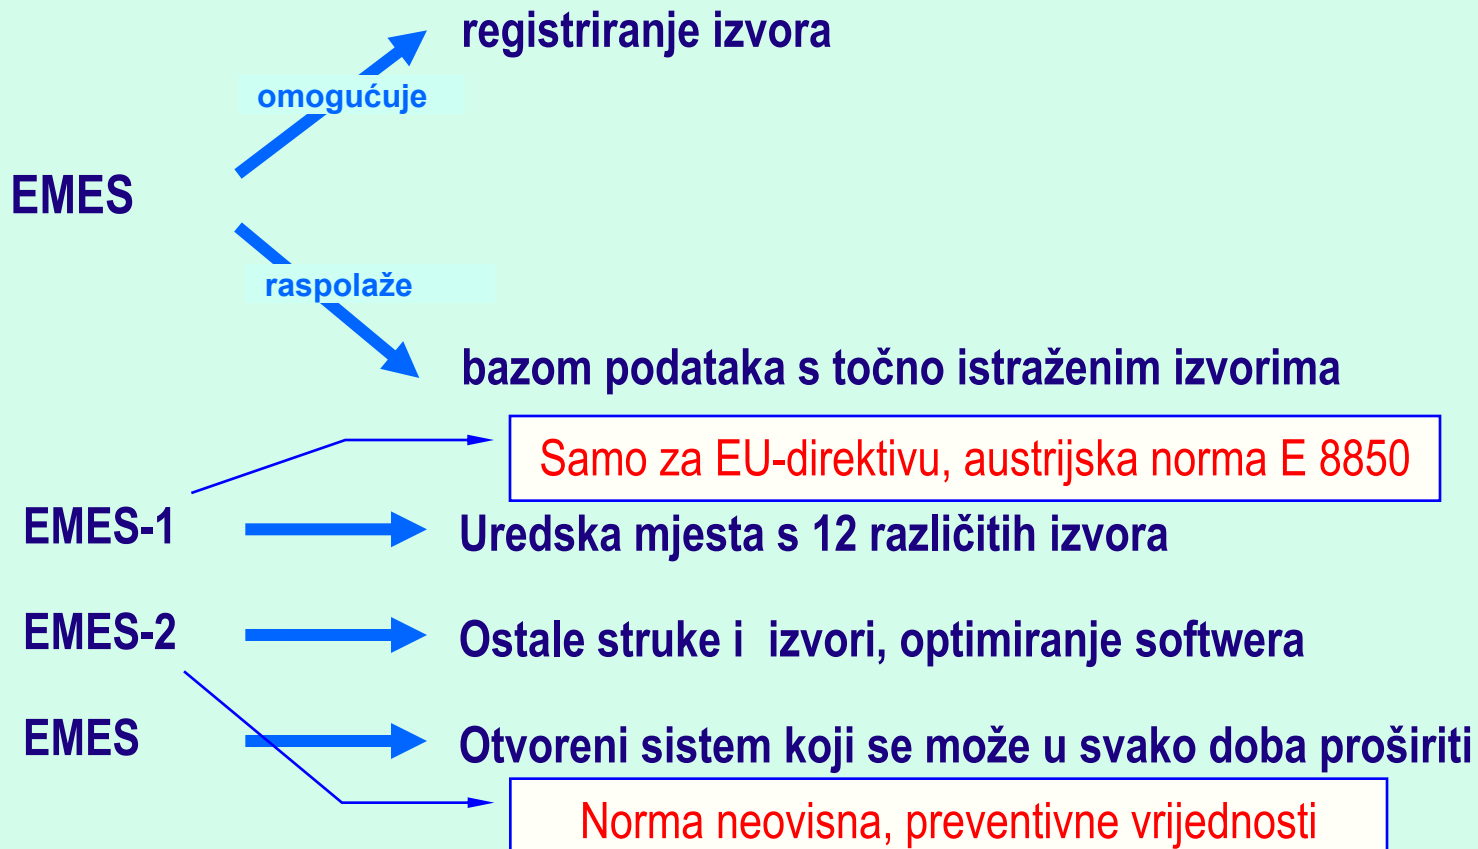 registriranje izvora
omogućuje
EMES
raspolaže
bazom podataka s točno istraženim izvorima
Samo za EU-direktivu, austrijska norma E 8850
EMES-1
Uredska mjesta s 12 različitih izvora
EMES-2
Ostale struke i izvori, optimiranje softwera
EMES
Otvoreni sistem koji se može u svako doba proširiti
Norma neovisna, preventivne vrijednosti